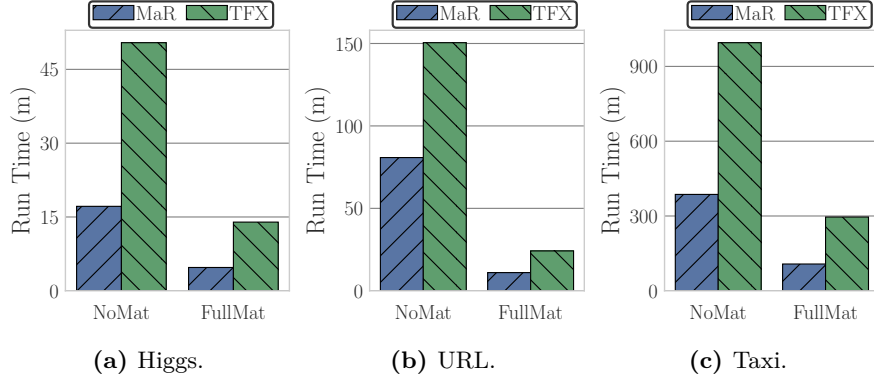 MaR TFX
Run Time (m)
45
30
15
0
NoMat FullMat
(a) Higgs.
MaR TFX
Run Time (m)
150
100
50
0
NoMat FullMat
(b) URL.
MaR TFX
Run Time (m)
900
600
300
0
NoMat FullMat
(c) Taxi.